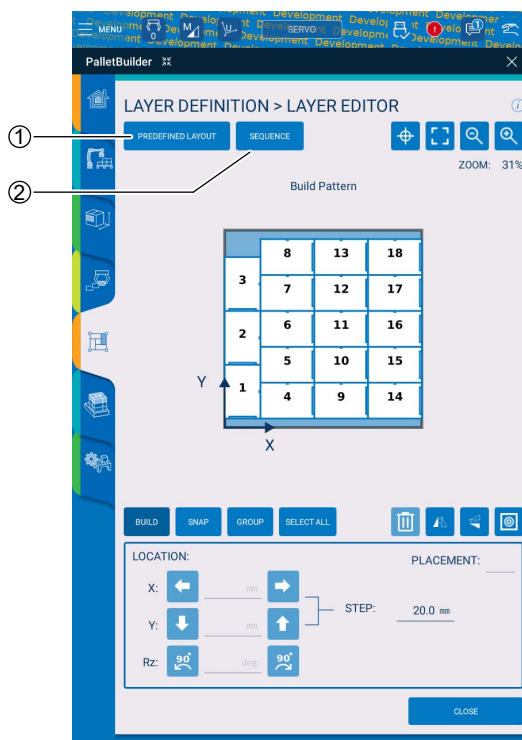 MENU
0
M
SERVO
!
1
PalletBuilder
LAYER DEFINITION > LAYER EDITOR
i
① PREDEFINED LAYOUT
SEQUENCE
②
ZOOM: 31%
Build Pattern
8 13 18
3 7 12 17
2 6 11 16
5 10 15
Y 1 4 9 14
X
BUILD SNAP GROUP SELECT ALL
LOCATION:
PLACEMENT:
X: mm
STEP: 20.0 mm
Y: mm
Rz: 90° deg 90°
CLOSE